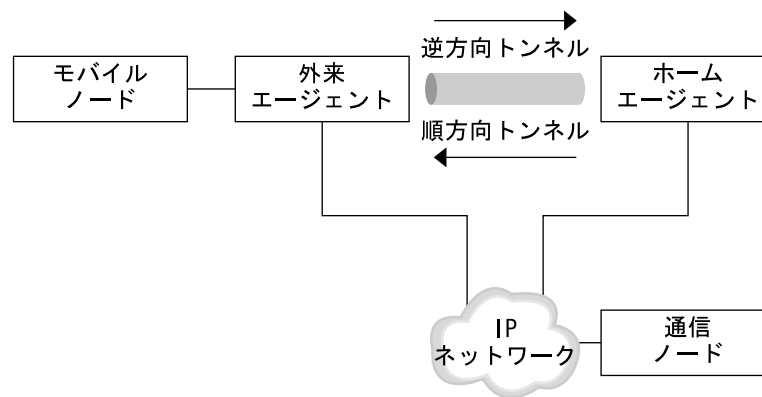 逆方向トンネル
モバイル
ノード
外来
エージェント
ホーム
エージェント
順方向トンネル
IP
ネットワーク
通信
ノード